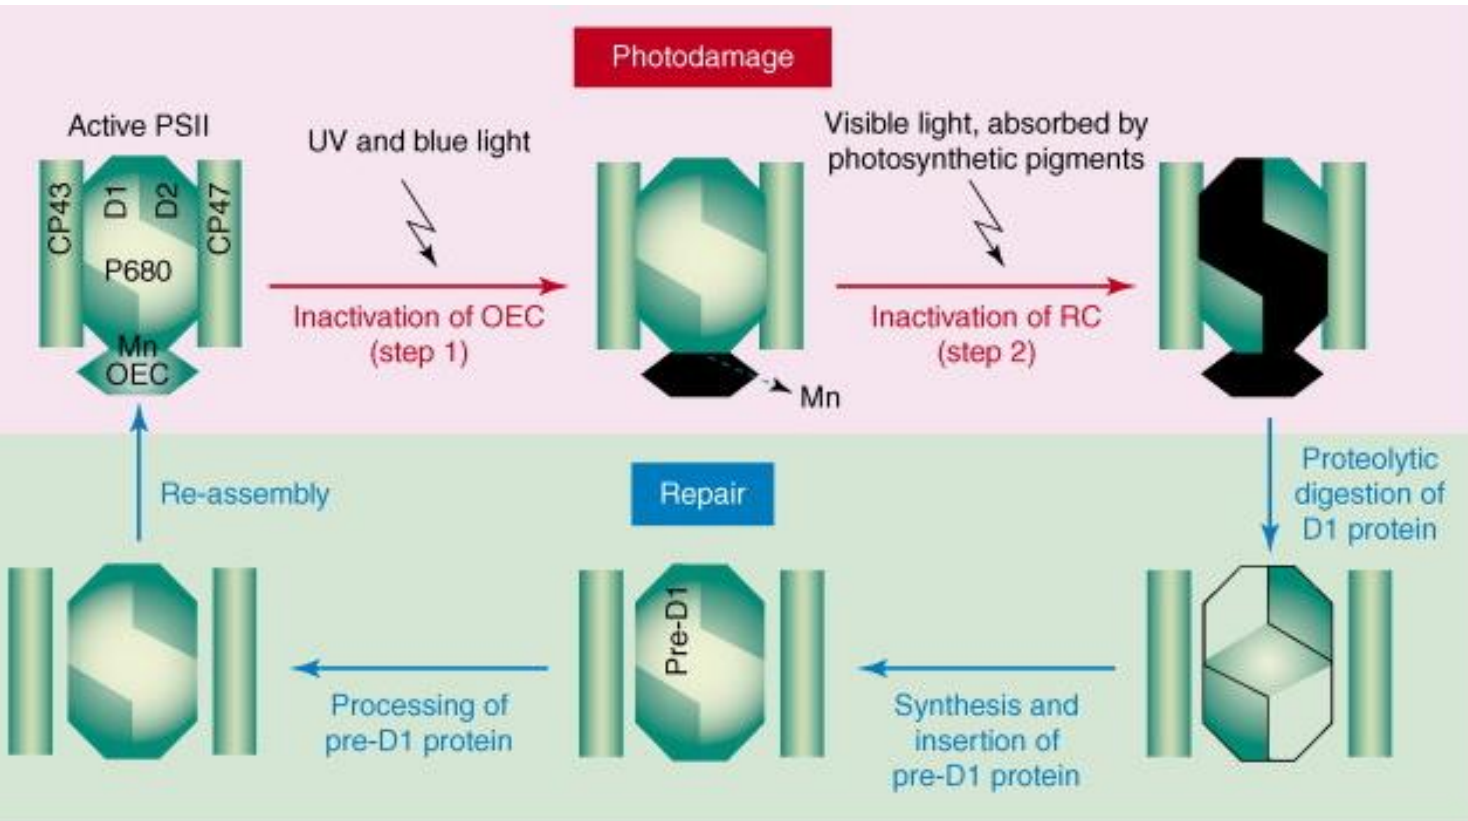 Photodamage
Active PSII
UV and blue light
Visible light, absorbed by
photosynthetic pigments
CP43
D1
D2
CP47
P680
Mn
OEC
Inactivation of OEC
(step 1)
Mn
Inactivation of RC
(step 2)
Proteolytic
digestion of
D1 protein
Re-assembly
Repair
Pre-D1
Processing of
pre-D1 protein
Synthesis and
insertion of
pre-D1 protein